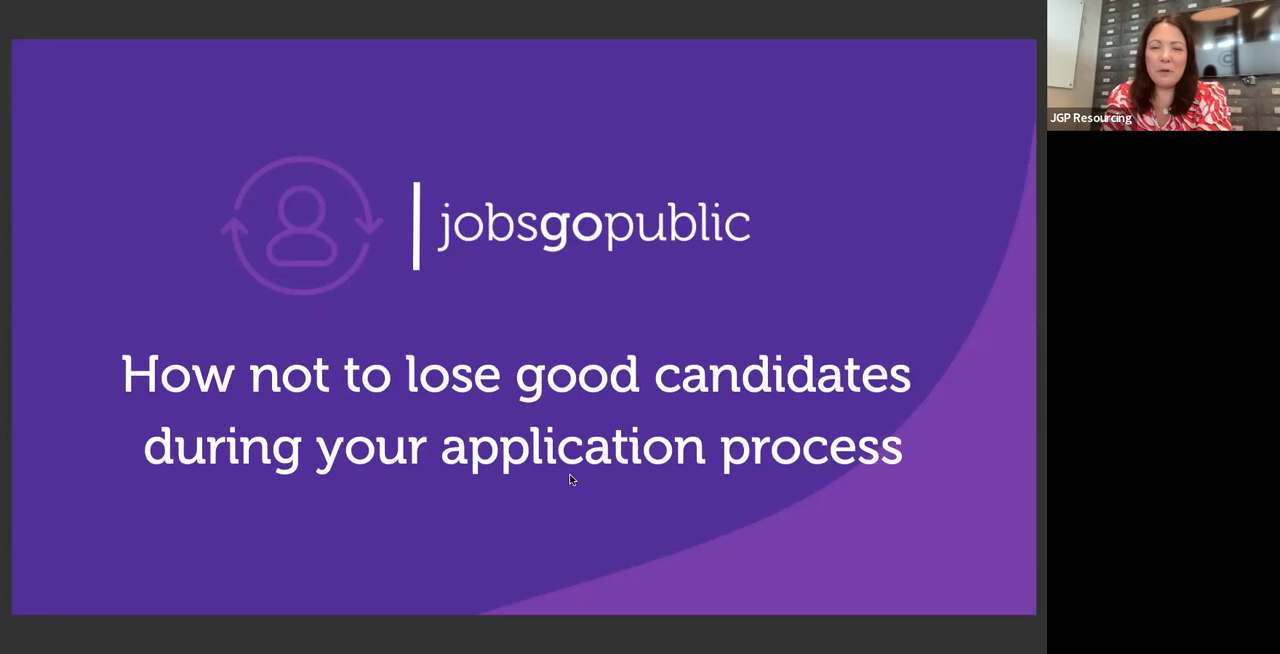 jobsgopublic
How not to lose good candidates
during your application process
JGP Resourcing